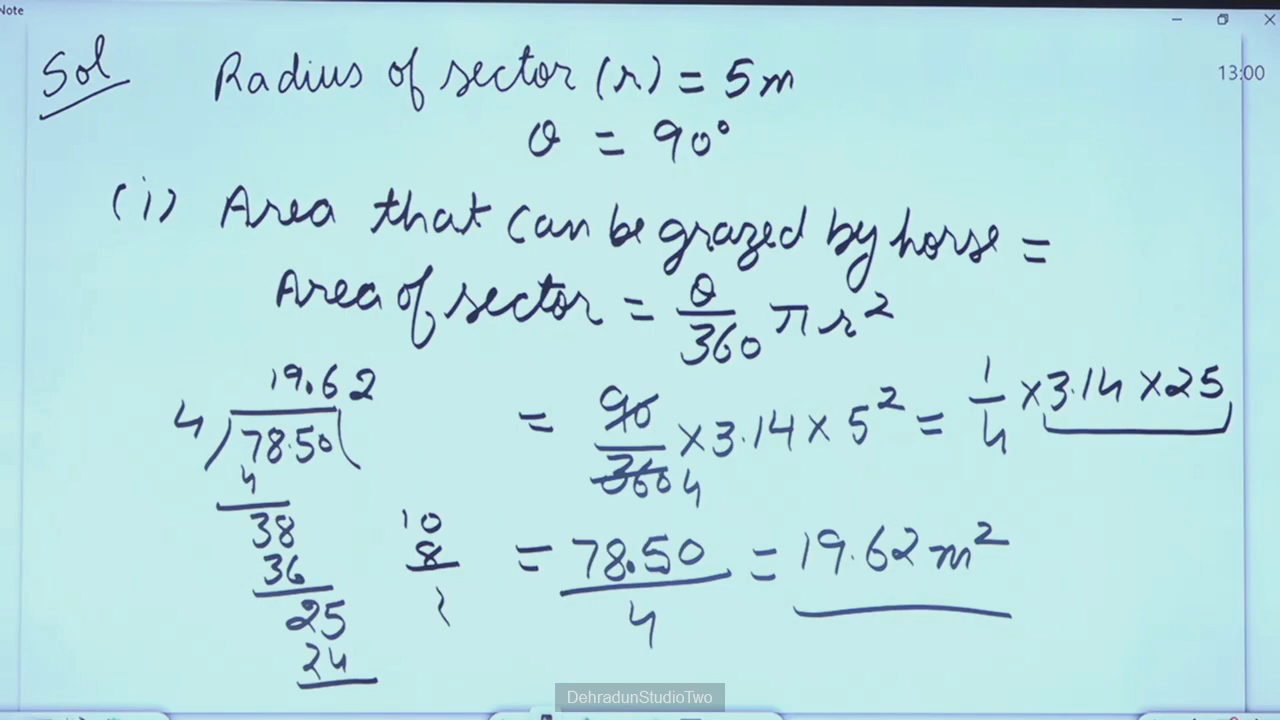 Note
13:00
Sol Radius of sector (r) = 5m
θ = 90°
(i) Area that can be grazed by horse =
Area of sector = θ/360 πr²
= 90/360 4 × 3.14 × 5² = 1/4 × 3.14 × 25
= 78.50/4 = 19.62 m²
19.62
4 78.50
4
38
36
25
24
10
8
DehradunStudioTwo